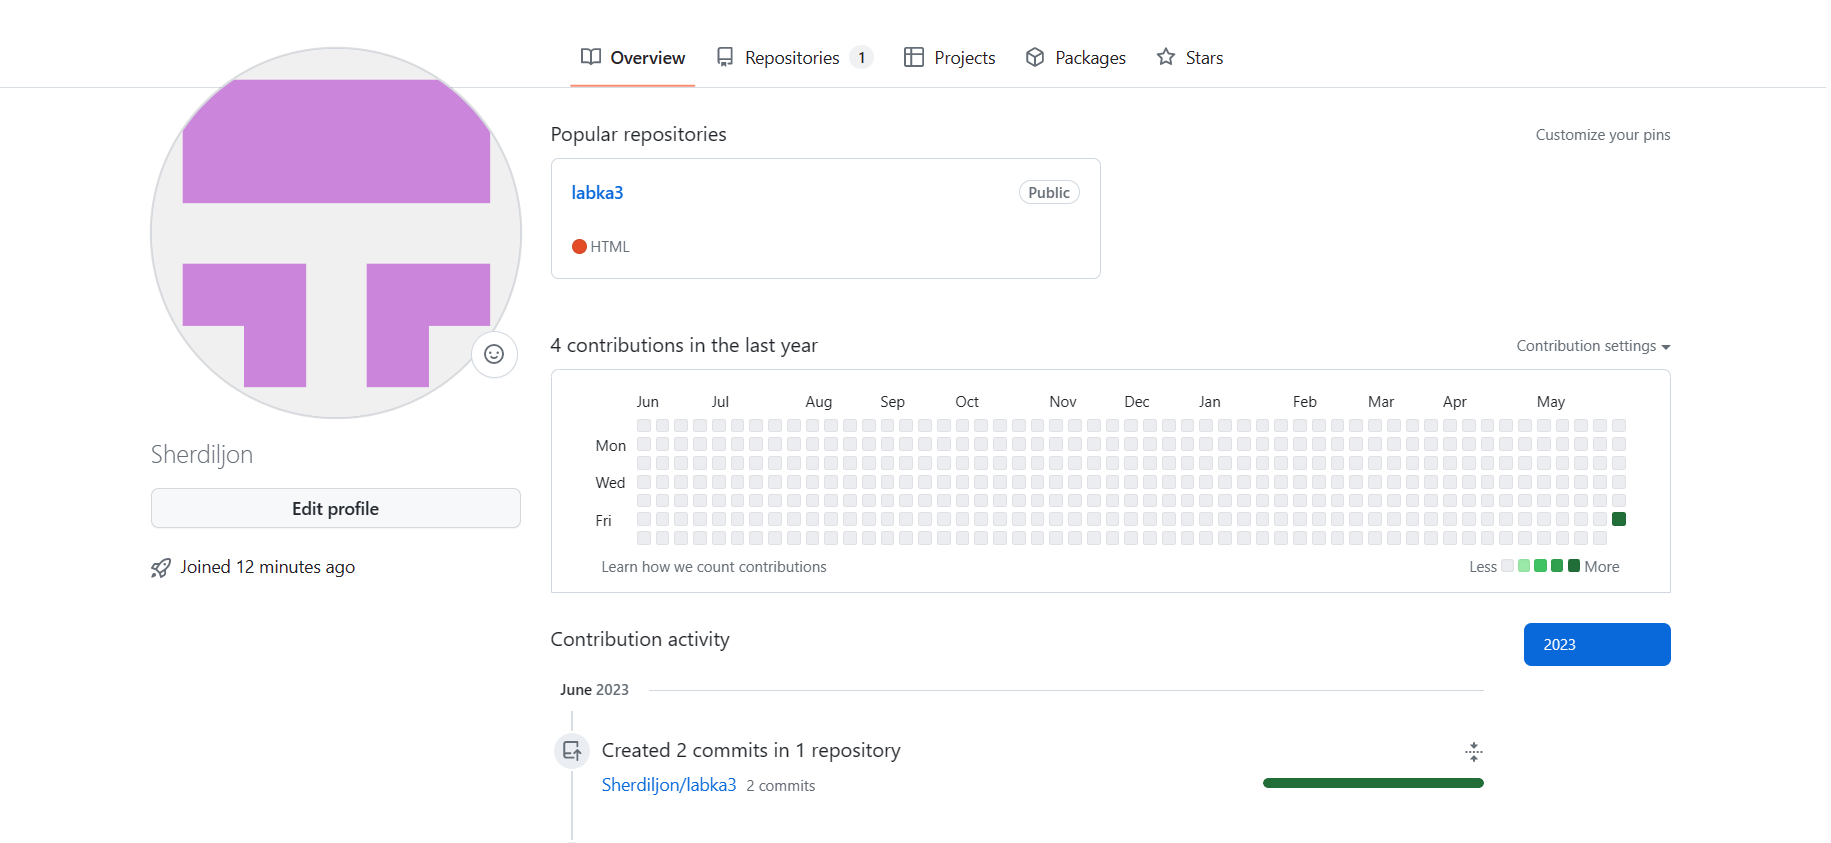 Overview Repositories 1 Projects Packages Stars
Popular repositories Customize your pins
labka3 Public
HTML
4 contributions in the last year Contribution settings
Jun Jul Aug Sep Oct Nov Dec Jan Feb Mar Apr May
Mon
Wed
Fri
Learn how we count contributions Less More
Sherdiljon
Edit profile
Joined 12 minutes ago
Contribution activity 2023
June 2023
Created 2 commits in 1 repository
Sherdiljon/labka3 2 commits